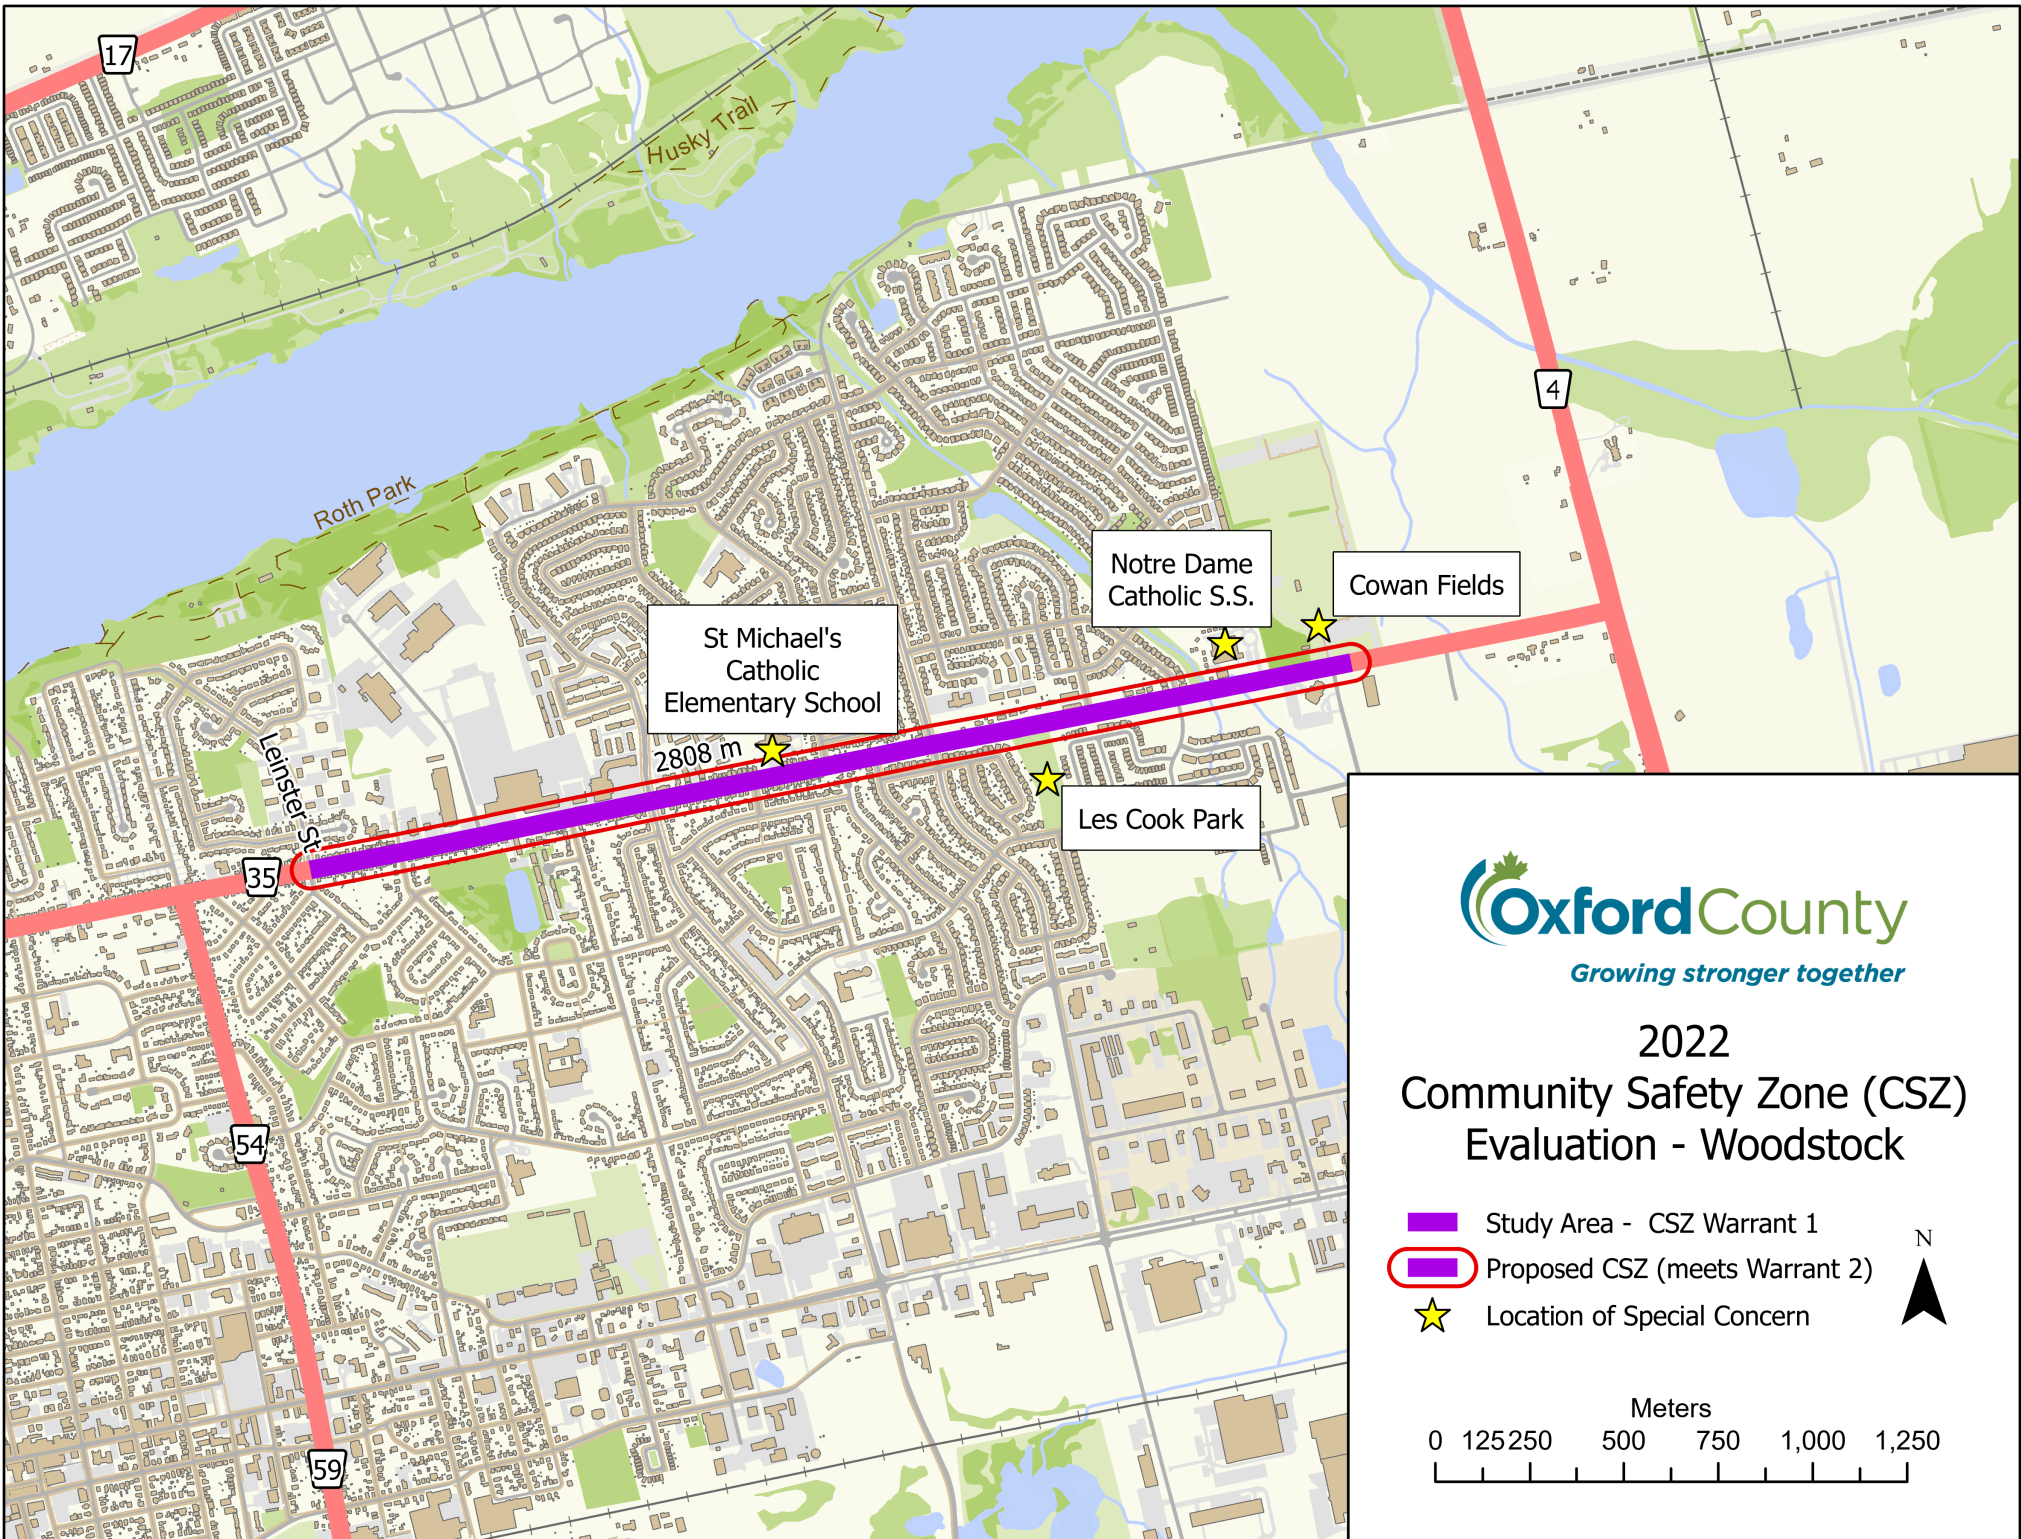 17
Husky Trail
4
Roth Park
Notre Dame
Catholic S.S.
Cowan Fields
St Michael's
Catholic
Elementary School
2808 m
Leinster St
Les Cook Park
35
54
59
OxfordCounty
Growing stronger together
2022
Community Safety Zone (CSZ)
Evaluation - Woodstock
Study Area - CSZ Warrant 1
Proposed CSZ (meets Warrant 2)
Location of Special Concern
N
Meters
0 125 250 500 750 1,000 1,250